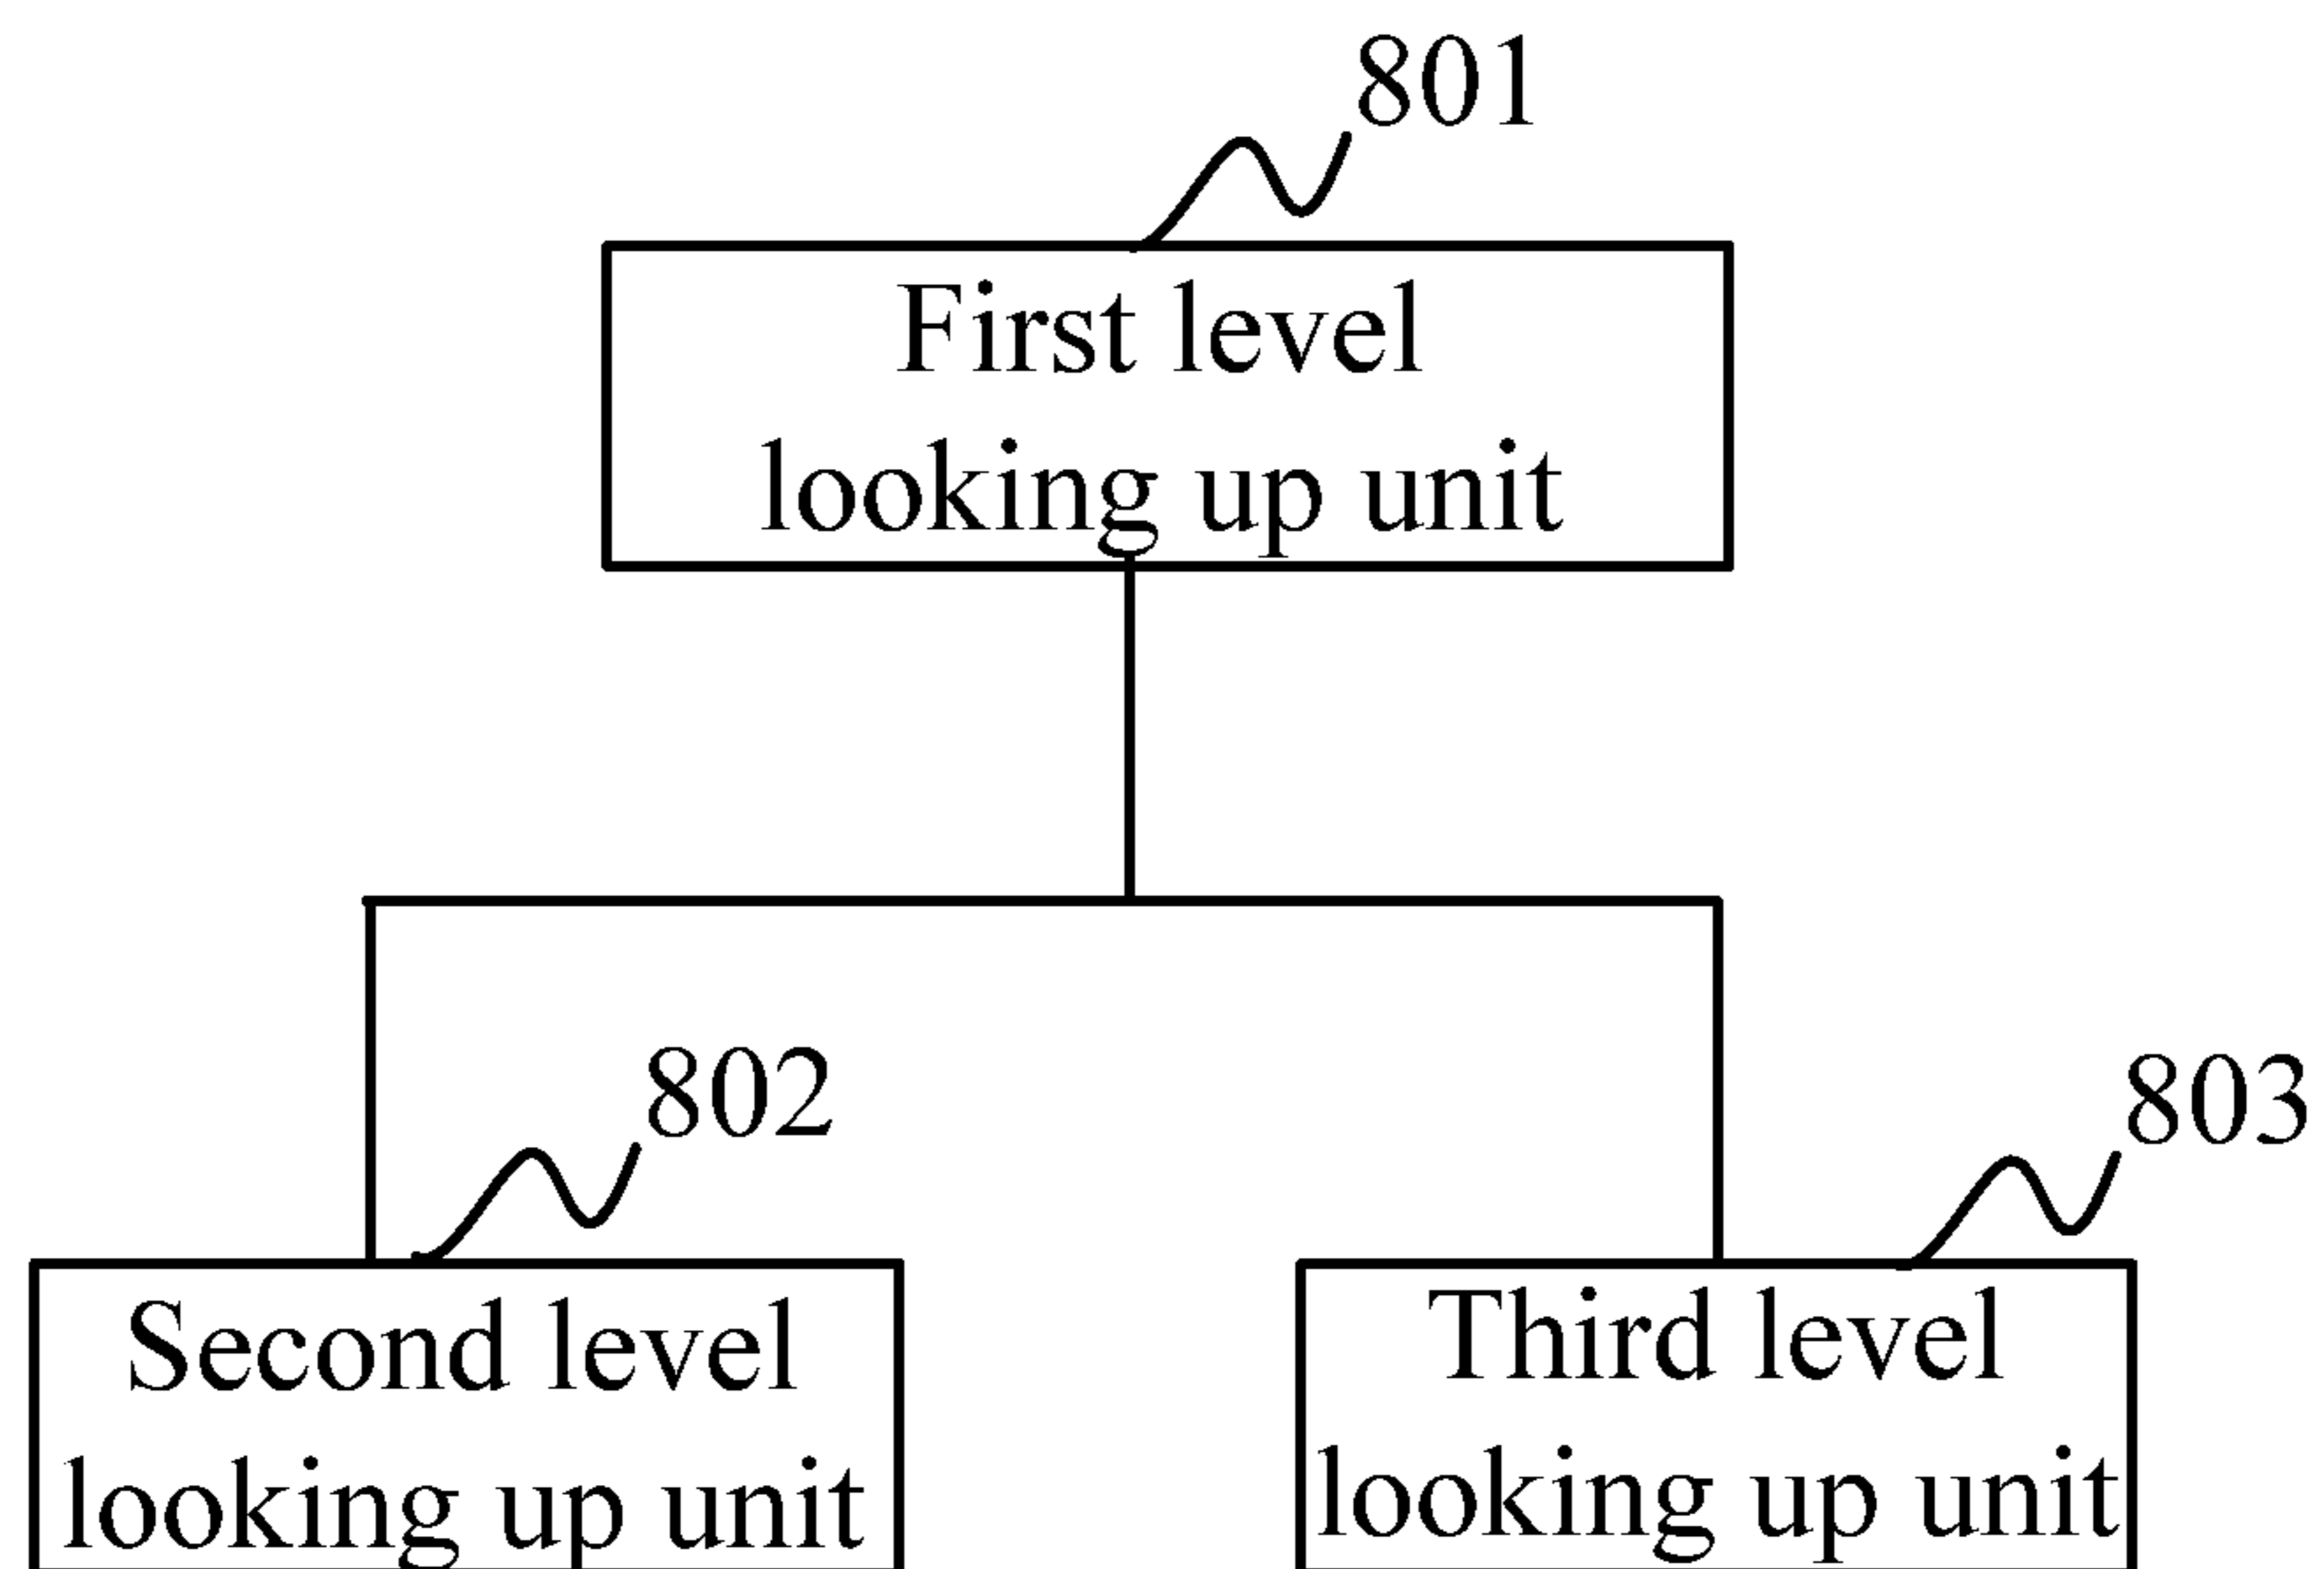 801
First level
looking up unit
802
803
Second level
looking up unit
Third level
looking up unit